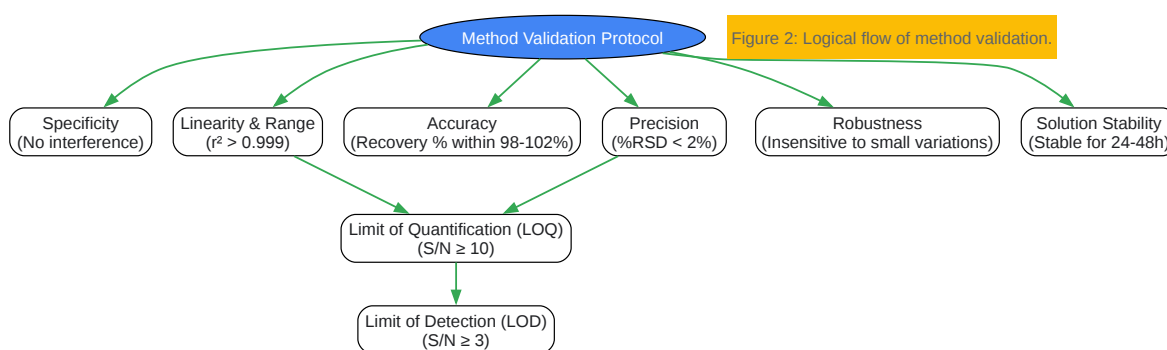 Method Validation Protocol
Figure 2: Logical flow of method validation.
Specificity
(No interference)
Linearity & Range
(r² > 0.999)
Accuracy
(Recovery % within 98-102%)
Precision
(%RSD < 2%)
Robustness
(Insensitive to small variations)
Solution Stability
(Stable for 24-48h)
Limit of Quantification (LOQ)
(S/N ≥ 10)
Limit of Detection (LOD)
(S/N ≥ 3)